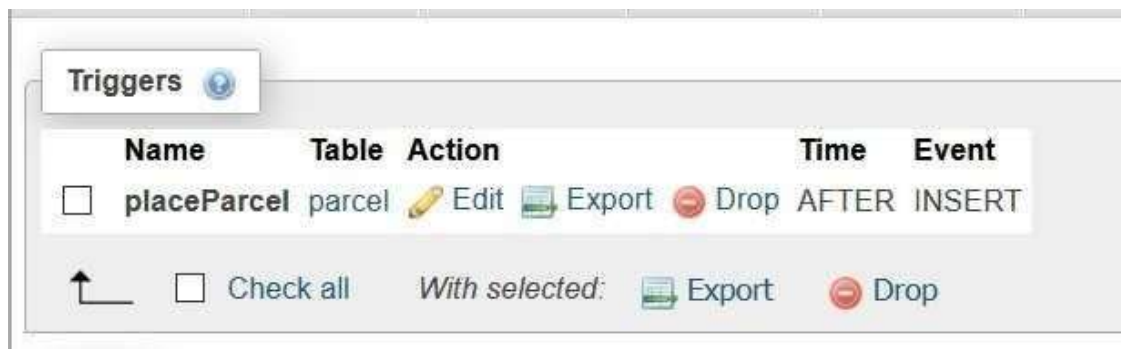 Triggers
Name Table Action Time Event
placeParcel parcel Edit Export Drop AFTER INSERT
Check all With selected: Export Drop